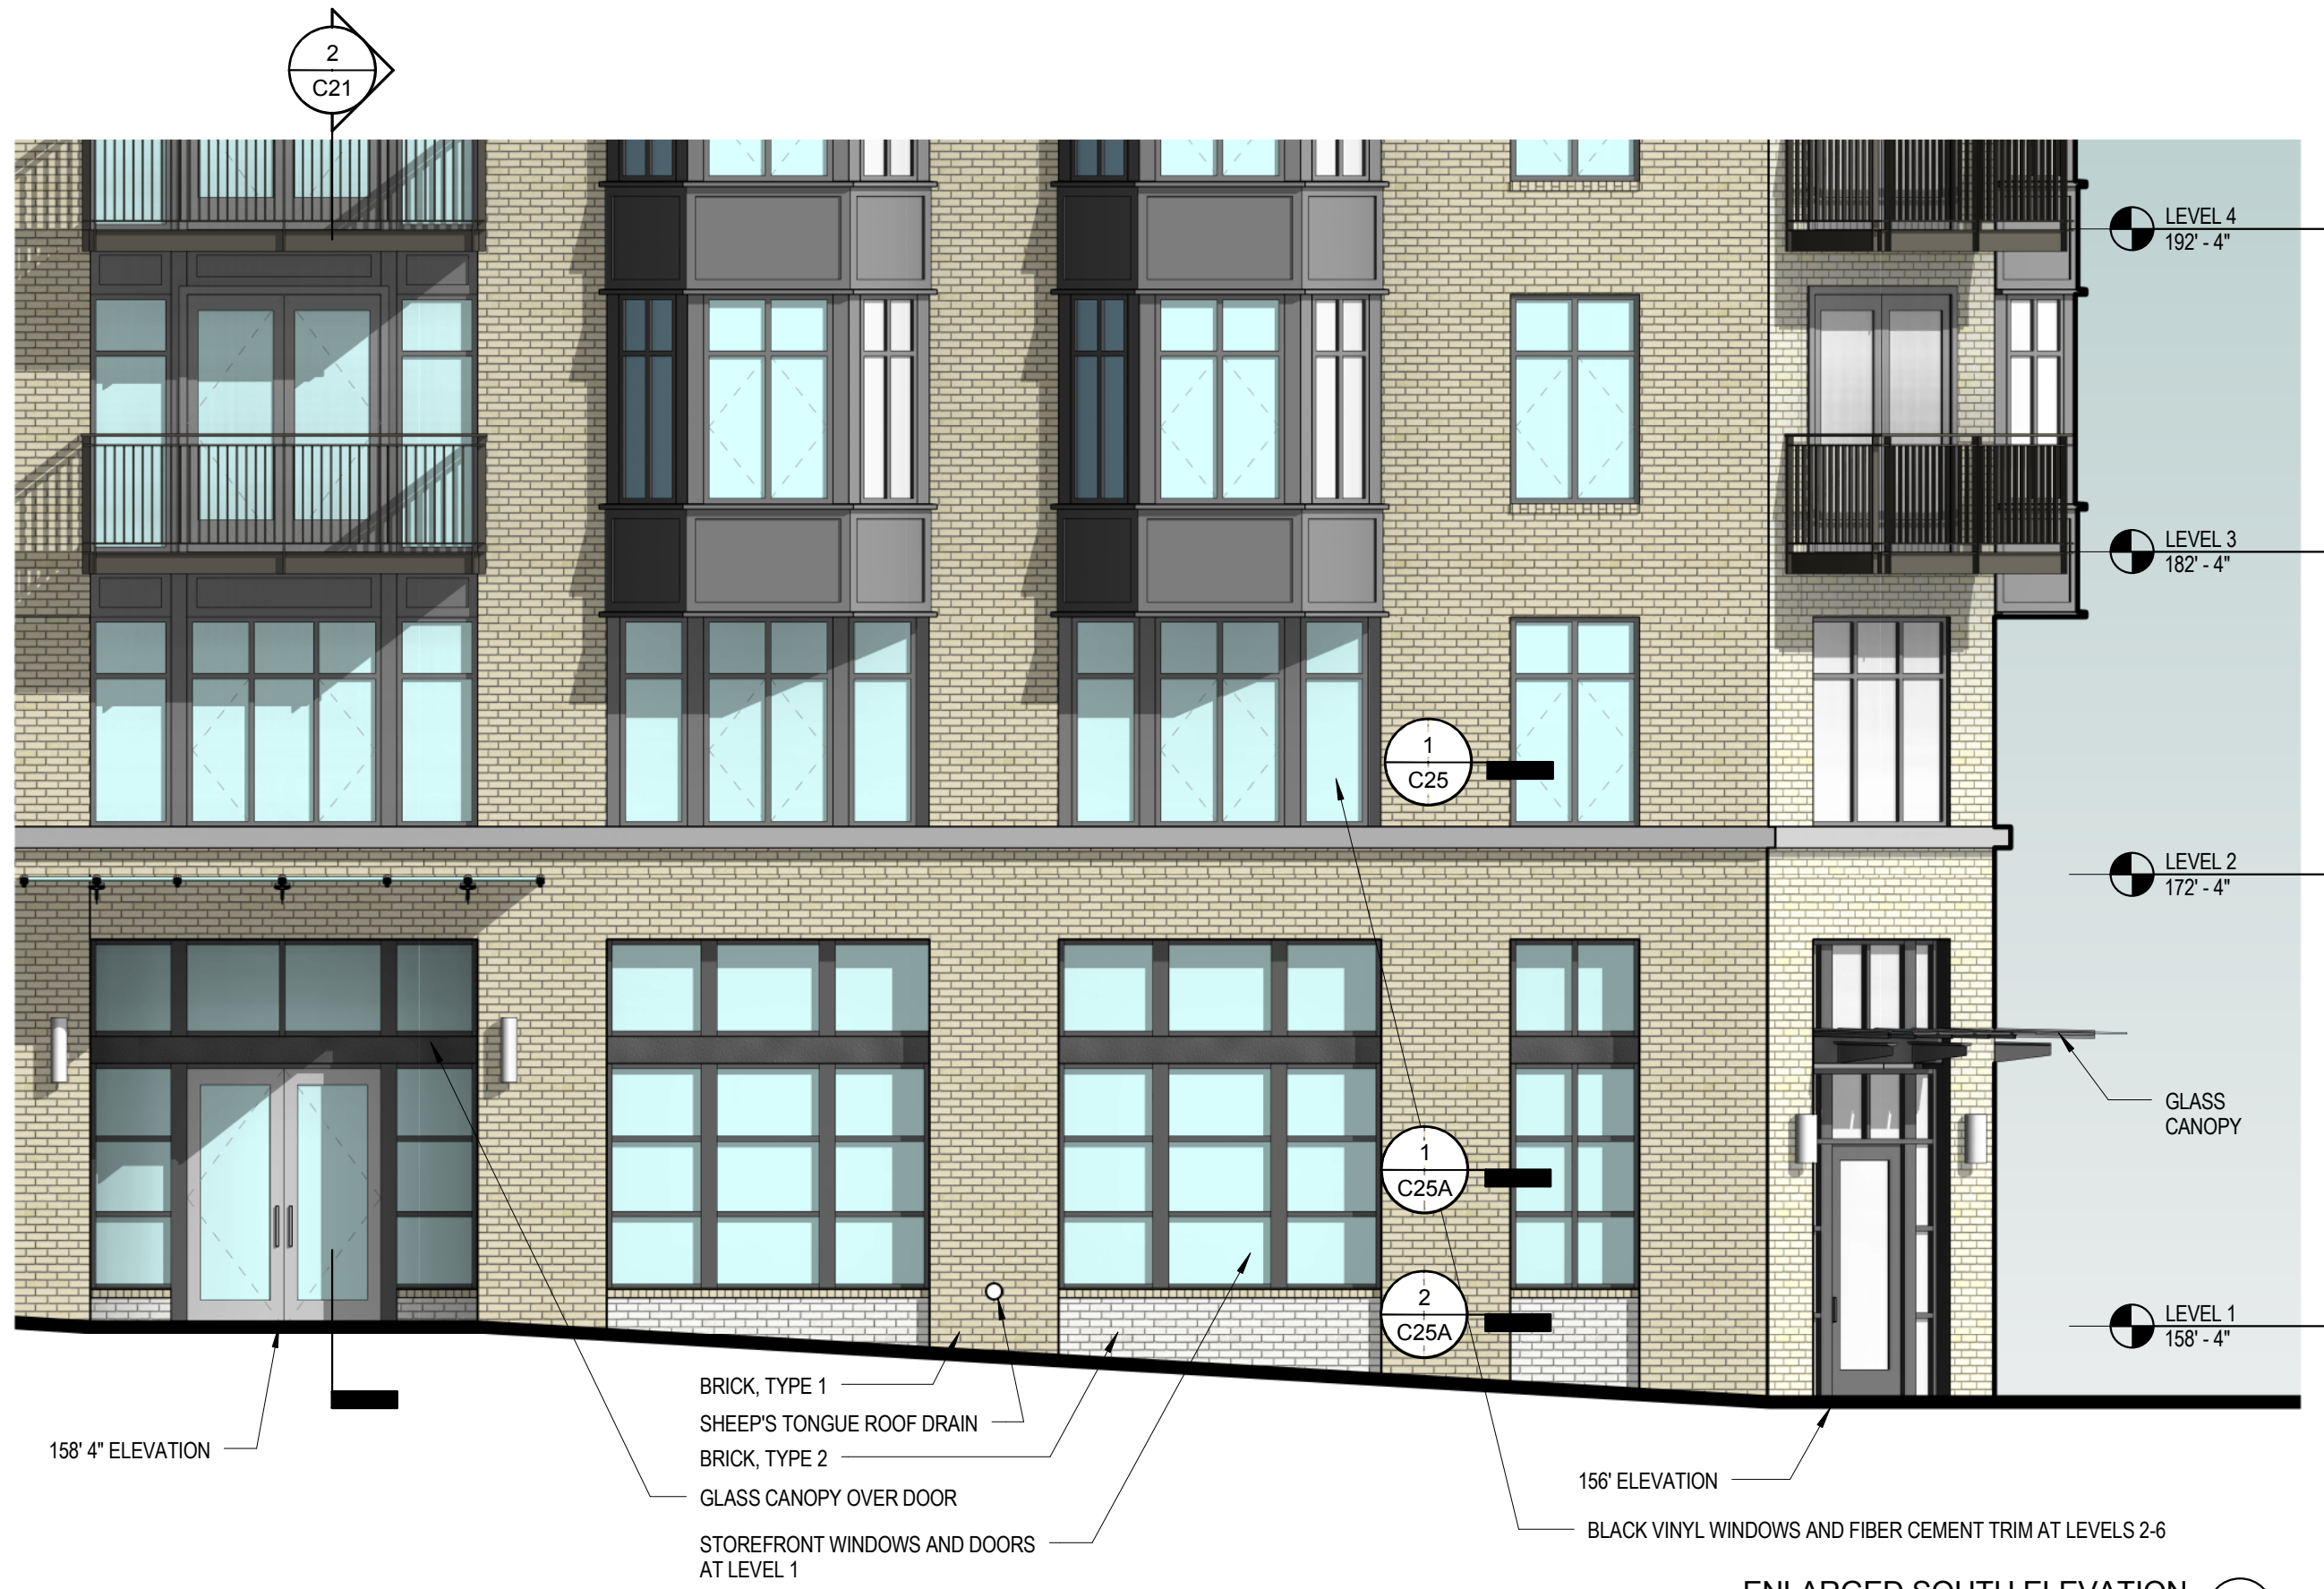 2
C21
LEVEL 4
192' - 4"
LEVEL 3
182' - 4"
1
C25
LEVEL 2
172' - 4"
GLASS
CANOPY
1
C25A
2
C25A
LEVEL 1
158' - 4"
BRICK, TYPE 1
SHEEP'S TONGUE ROOF DRAIN
158' 4" ELEVATION
BRICK, TYPE 2
156' ELEVATION
GLASS CANOPY OVER DOOR
BLACK VINYL WINDOWS AND FIBER CEMENT TRIM AT LEVELS 2-6
STOREFRONT WINDOWS AND DOORS
AT LEVEL 1
ENLARGED SOUTH ELEVATION